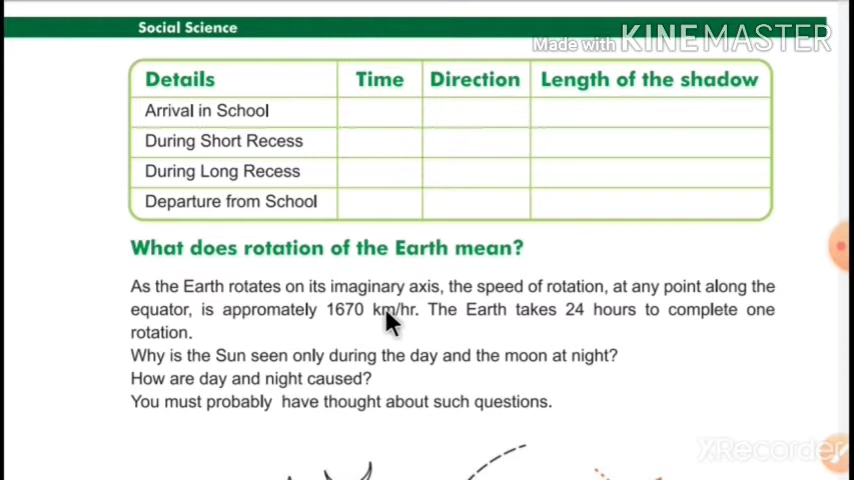 Social Science
Made with KINEMASTER
Details Time Direction Length of the shadow
Arrival in School
During Short Recess
During Long Recess
Departure from School
What does rotation of the Earth mean?
As the Earth rotates on its imaginary axis, the speed of rotation, at any point along the
equator, is appromately 1670 km/hr. The Earth takes 24 hours to complete one
rotation.
Why is the Sun seen only during the day and the moon at night?
How are day and night caused?
You must probably have thought about such questions.
XRecorder